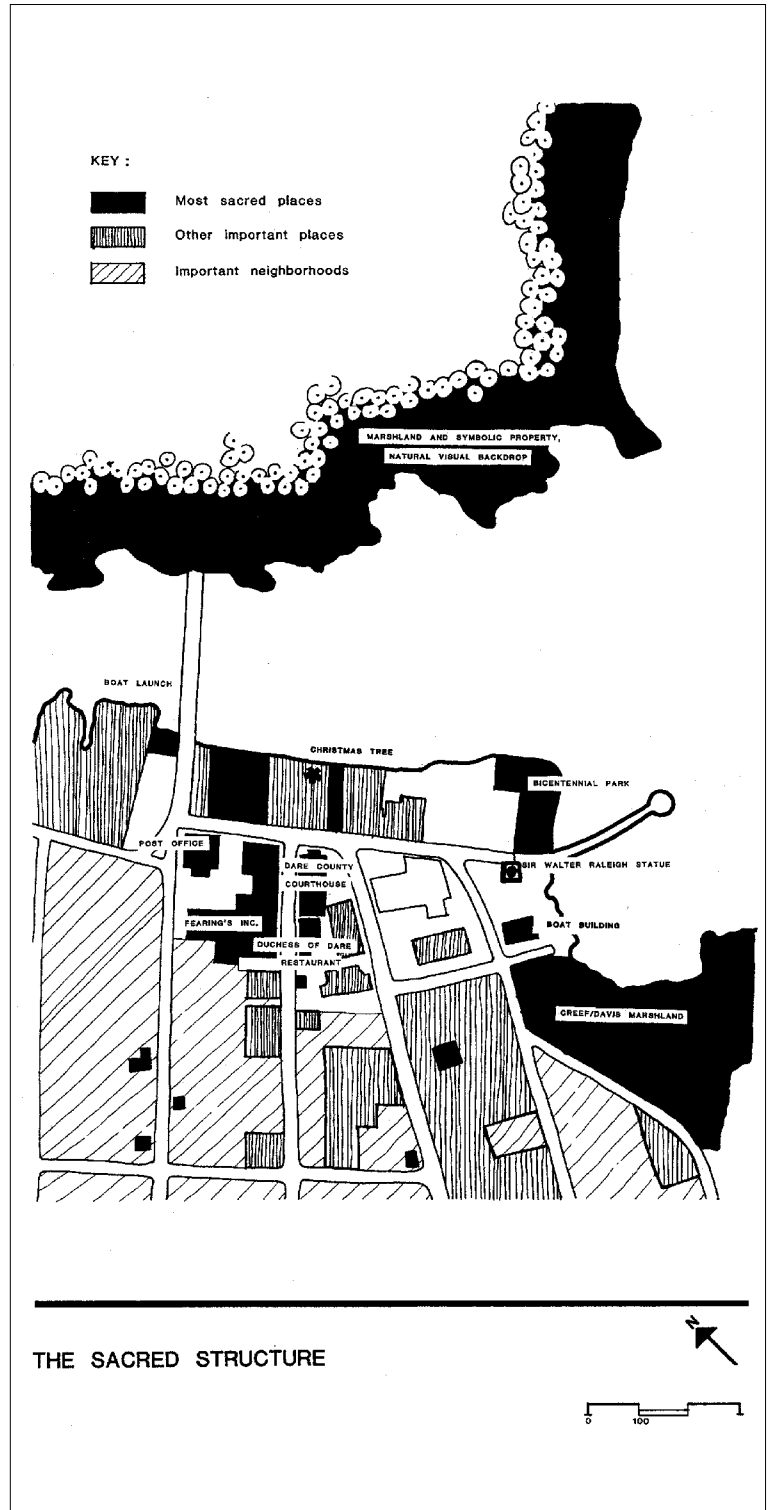 KEY :
Most sacred places
Other important places
Important neighborhoods
MARSHLAND AND SYMBOLIC PROPERTY,
NATURAL VISUAL BACKDROP
BOAT LAUNCH
CHRISTMAS TREE
BICENTENNIAL PARK
POST OFFICE
DARE COUNTY
COURTHOUSE
SIR WALTER RALEIGH STATUE
FEARING'S INC.
BOAT BUILDING
DUCHESS OF DARE
RESTAURANT
CREEF/DAVIS MARSHLAND
N
THE SACRED STRUCTURE
0 100